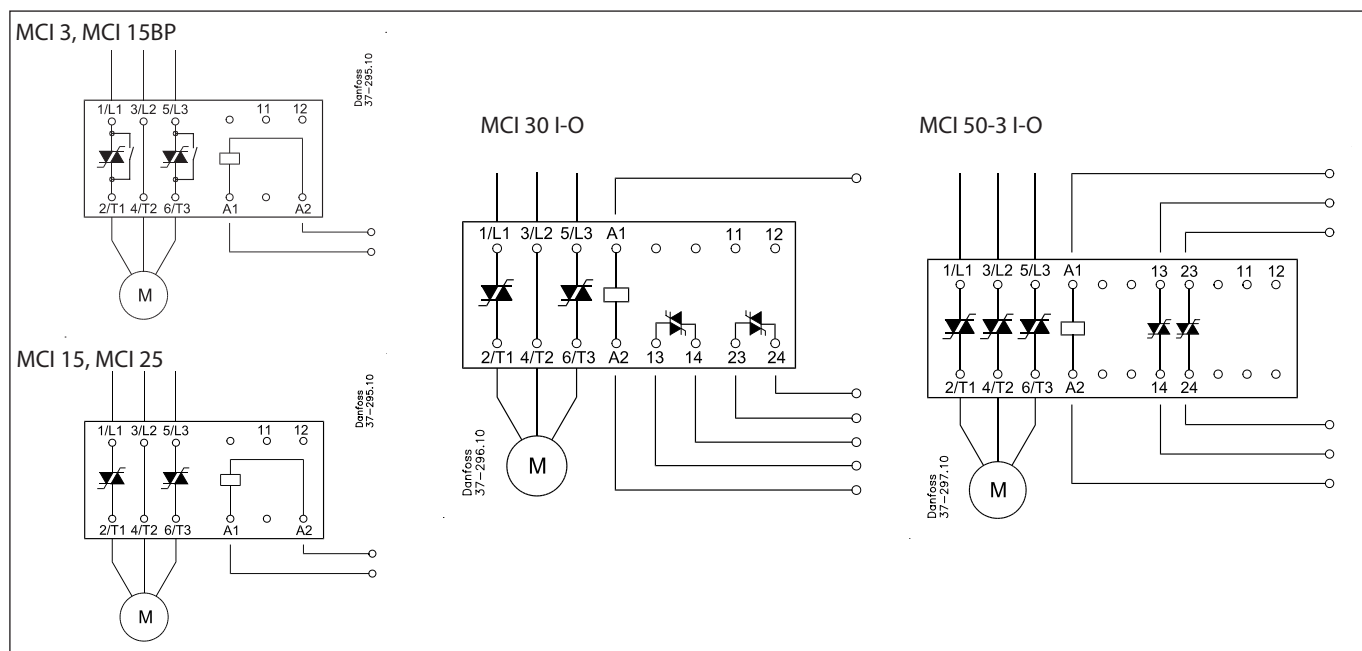 MCI 3, MCI 15BP
Danfoss
37-295.10
1/L1 3/L2 5/L3 11 12
2/T1 4/T2 6/T3 A1 A2
M
MCI 15, MCI 25
Danfoss
37-295.10
1/L1 3/L2 5/L3 11 12
2/T1 4/T2 6/T3 A1 A2
M
MCI 30 I-O
1/L1 3/L2 5/L3 A1 11 12
2/T1 4/T2 6/T3 A2 13 14 23 24
M
Danfoss
37-296.10
MCI 50-3 I-O
1/L1 3/L2 5/L3 A1 13 23 11 12
2/T1 4/T2 6/T3 A2 14 24
M
Danfoss
37-297.10